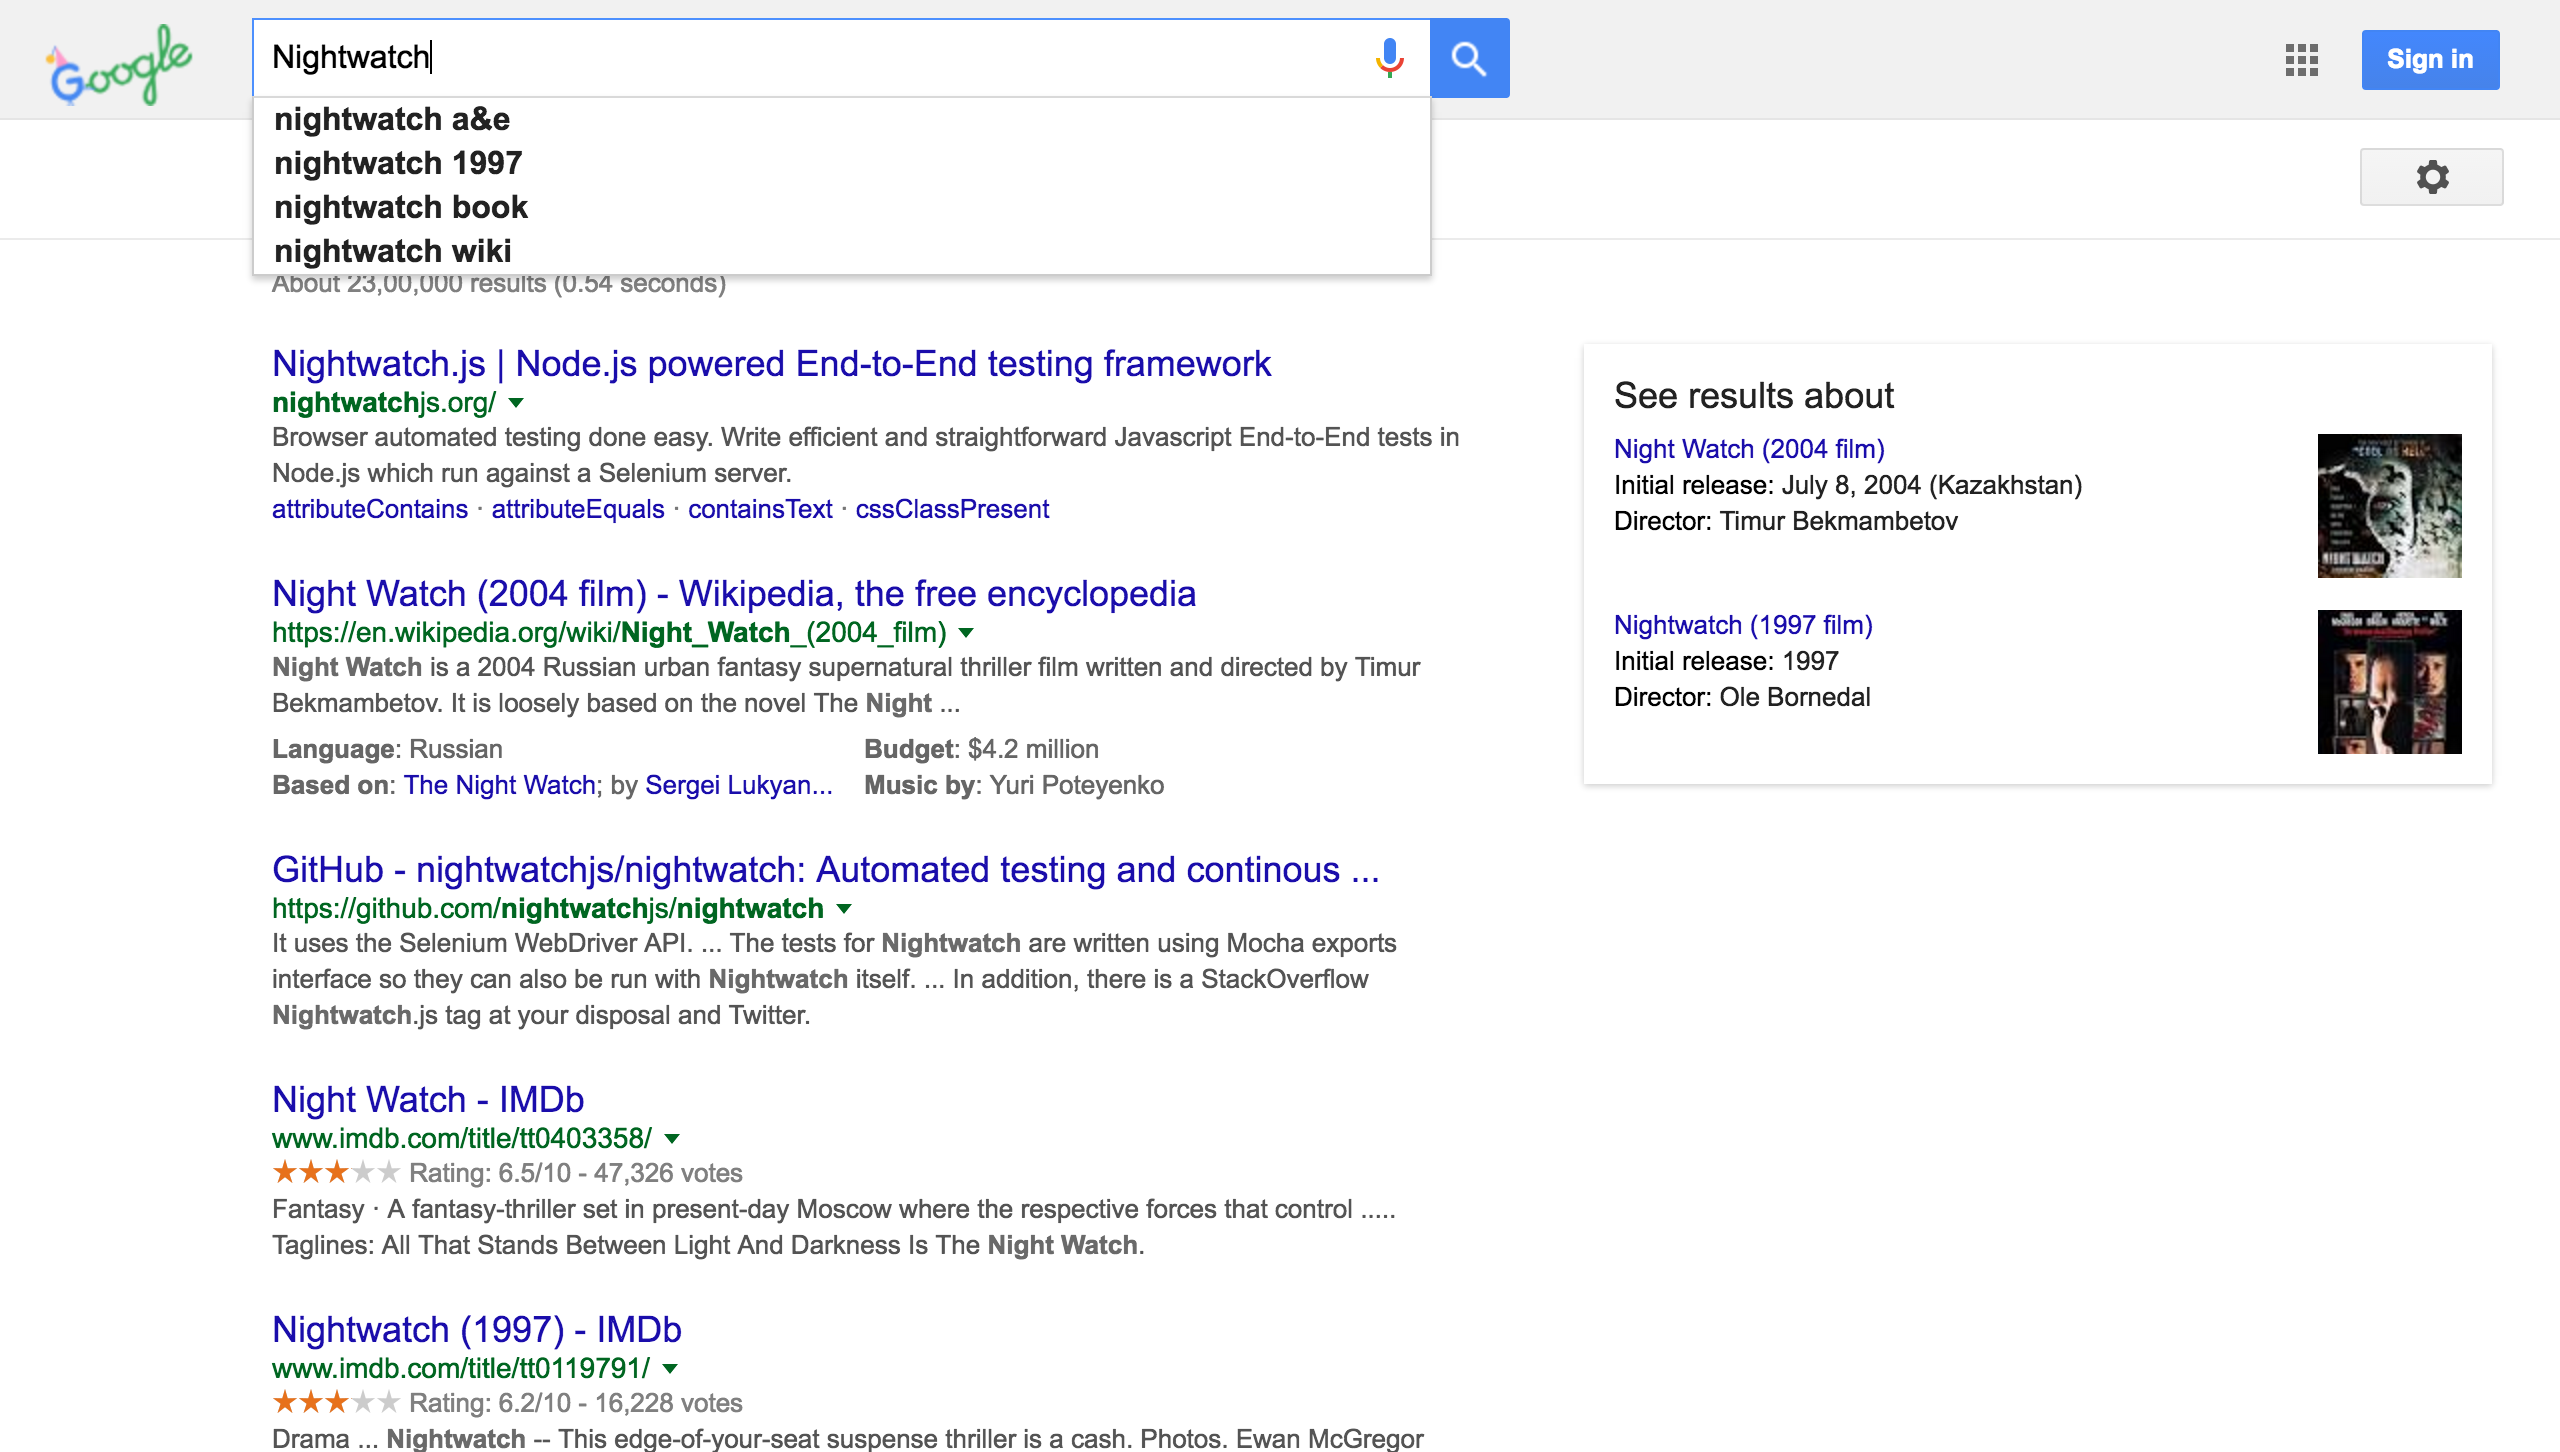 Google
Nightwatch
Sign in
nightwatch a&e
nightwatch 1997
nightwatch book
nightwatch wiki
About 23,00,000 results (0.54 seconds)
Nightwatch.js | Node.js powered End-to-End testing framework
nightwatchjs.org/
Browser automated testing done easy. Write efficient and straightforward Javascript End-to-End tests in
Node.js which run against a Selenium server.
attributeContains · attributeEquals · containsText · cssClassPresent
Night Watch (2004 film) - Wikipedia, the free encyclopedia
https://en.wikipedia.org/wiki/Night_Watch_(2004_film)
Night Watch is a 2004 Russian urban fantasy supernatural thriller film written and directed by Timur
Bekmambetov. It is loosely based on the novel The Night ...
Language: Russian Budget: $4.2 million
Based on: The Night Watch; by Sergei Lukyan... Music by: Yuri Poteyenko
GitHub - nightwatchjs/nightwatch: Automated testing and continous ...
https://github.com/nightwatchjs/nightwatch
It uses the Selenium WebDriver API. ... The tests for Nightwatch are written using Mocha exports
interface so they can also be run with Nightwatch itself. ... In addition, there is a StackOverflow
Nightwatch.js tag at your disposal and Twitter.
Night Watch - IMDb
www.imdb.com/title/tt0403358/
Rating: 6.5/10 - 47,326 votes
Fantasy · A fantasy-thriller set in present-day Moscow where the respective forces that control .....
Taglines: All That Stands Between Light And Darkness Is The Night Watch.
Nightwatch (1997) - IMDb
www.imdb.com/title/tt0119791/
Rating: 6.2/10 - 16,228 votes
Drama ... Nightwatch -- This edge-of-your-seat suspense thriller is a cash. Photos. Ewan McGregor
See results about
Night Watch (2004 film)
Initial release: July 8, 2004 (Kazakhstan)
Director: Timur Bekmambetov
NIGHT WATCH
Nightwatch (1997 film)
Initial release: 1997
Director: Ole Bornedal